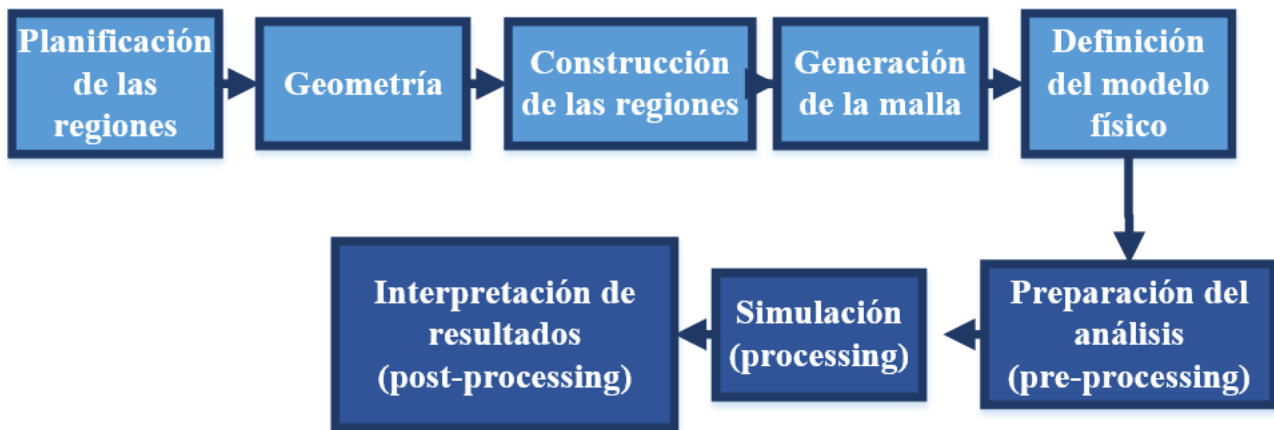 Planificación
de las
regiones
Geometría
Construcción
de las regiones
Generación
de la malla
Definición
del modelo
físico
Preparación del
análisis
(pre-processing)
Simulación
(processing)
Interpretación de
resultados
(post-processing)